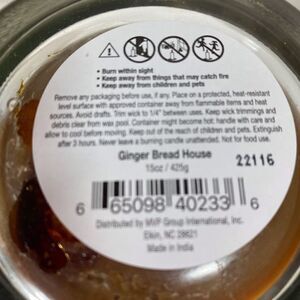 • Burn within sight
• Keep away from things that may catch fire
• Keep away from children and pets
Remove any packaging before use, if any. Place on a protected, heat-resistant
level surface with approved container away from flammable items and heat
sources. Avoid drafts. Trim wick to 1/4" between uses. Keep wick trimmings and
debris clear from wax pool. Container might become hot: handle with care and
allow to cool before moving. Keep out of the reach of children and pets. Extinguish
after 3 hours. Never leave a burning candle unattended. Not for food use.
Ginger Bread House
22116
15oz / 425g
6 65098 40233 6
Distributed by MVP Group International, Inc.
Elkin, NC 28621
Made in India